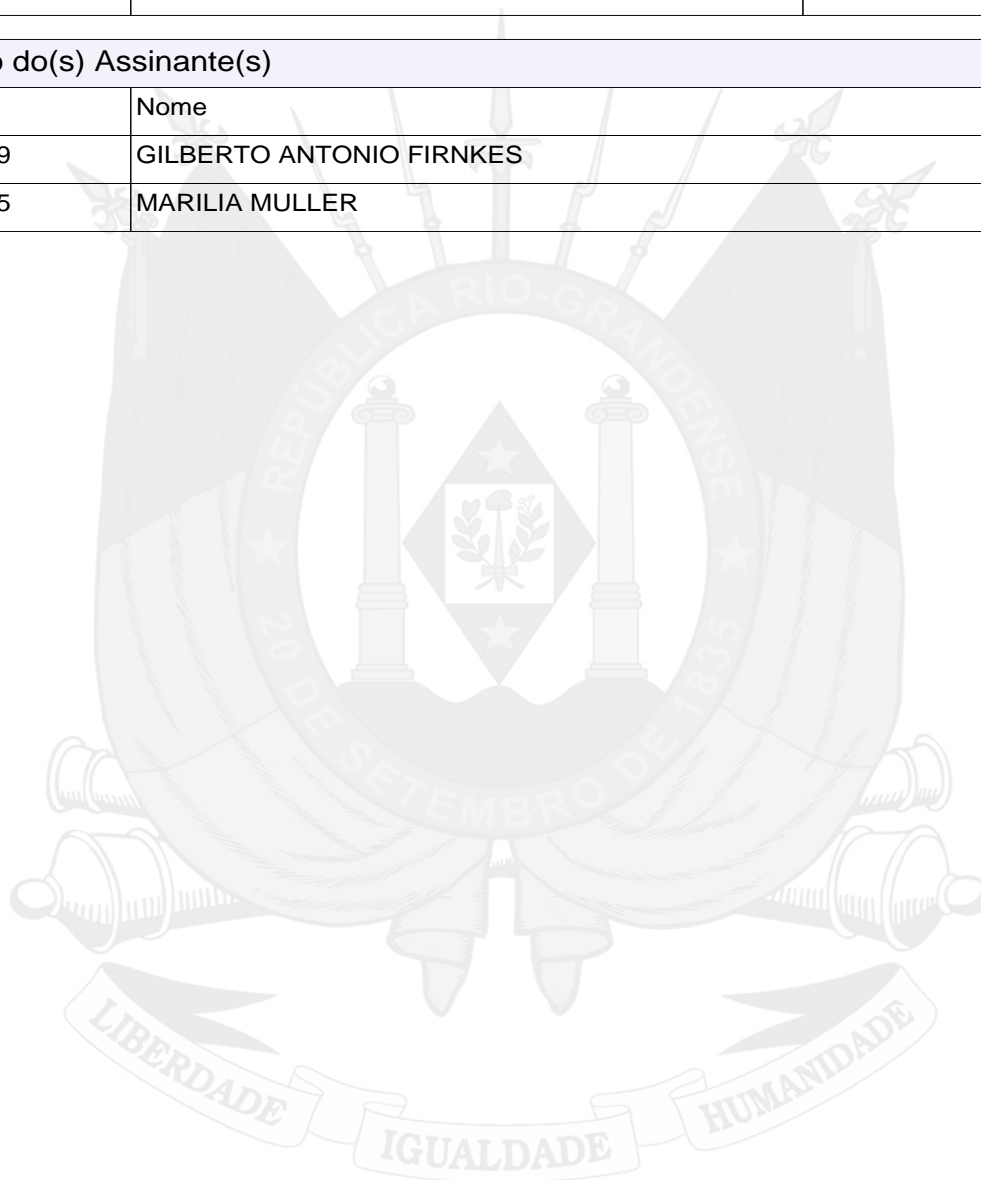 o do(s) Assinante(s)
Nome
9 GILBERTO ANTONIO FIRNKES
5 MARILIA MULLER
REPÚBLICA RIO-GRANDENSE
★ 20 DE SETEMBRO DE 1835 ★
LIBERDADE IGUALDADE HUMANIDADE